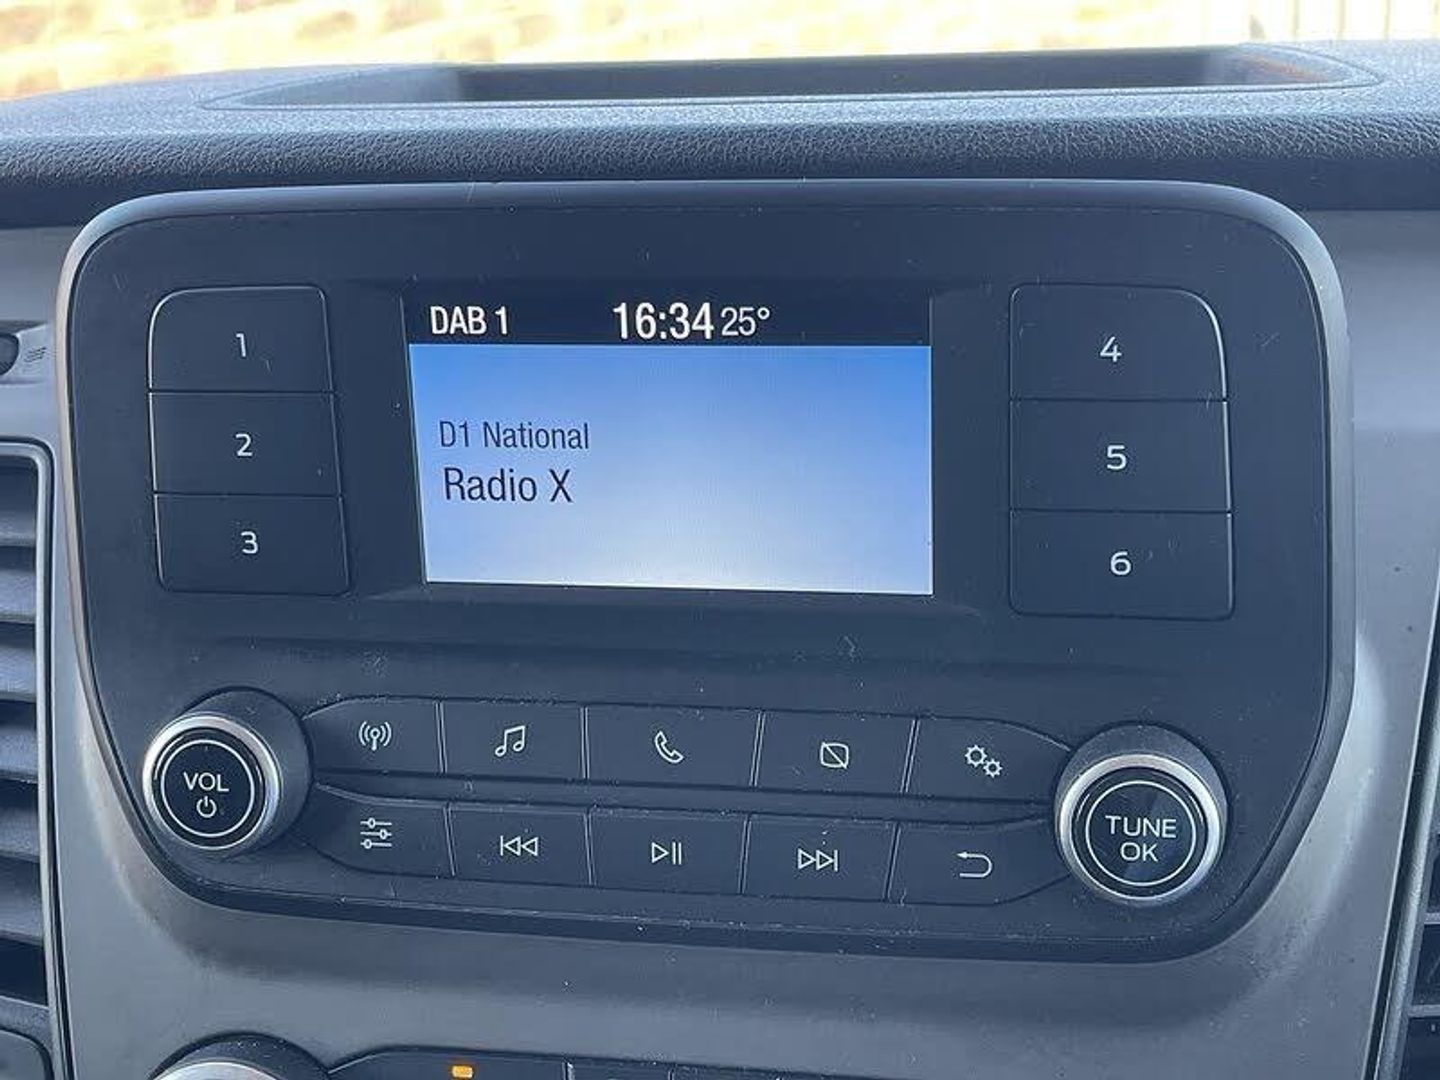 DAB 1 16:34 25°
D1 National
Radio X
1
2
3
4
5
6
VOL
TUNE
OK